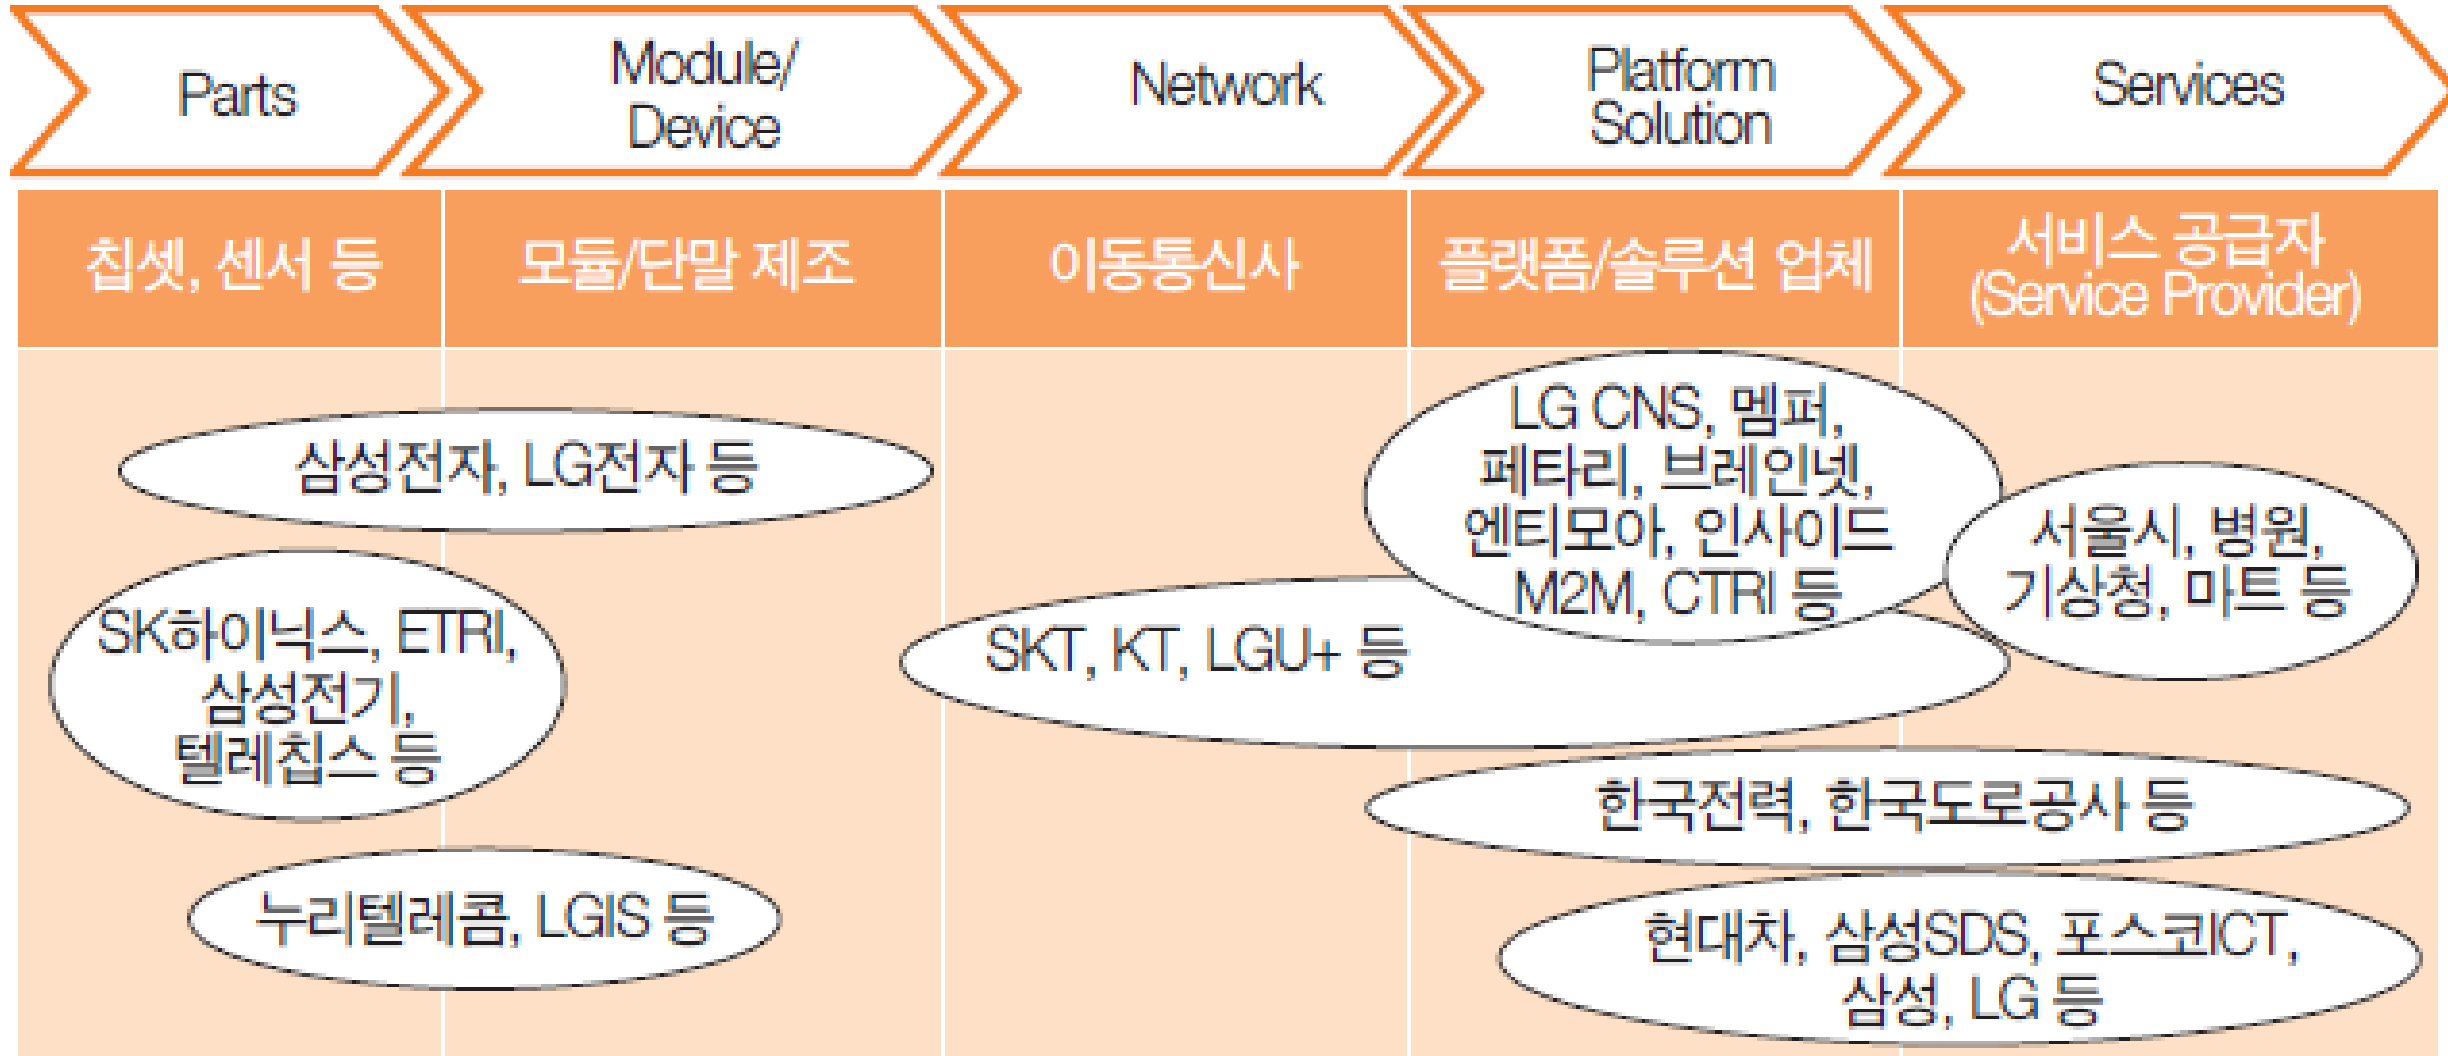 Parts
Module/
Device
Network
Platform
Solution
Services
칩셋, 센서 등
모듈/단말 제조
이동통신사
플랫폼/솔루션 업체
서비스 공급자
(Service Provider)
삼성전자, LG전자 등
SK하이닉스, ETRI,
삼성전기,
텔레칩스 등
누리텔레콤, LGIS 등
SKT, KT, LGU+ 등
LG CNS, 멤퍼,
페타리, 브레인넷,
엔티모아, 인사이드
M2M, CTRI 등
서울시, 병원,
기상청, 마트 등
한국전력, 한국도로공사 등
현대차, 삼성SDS, 포스코ICT,
삼성, LG 등